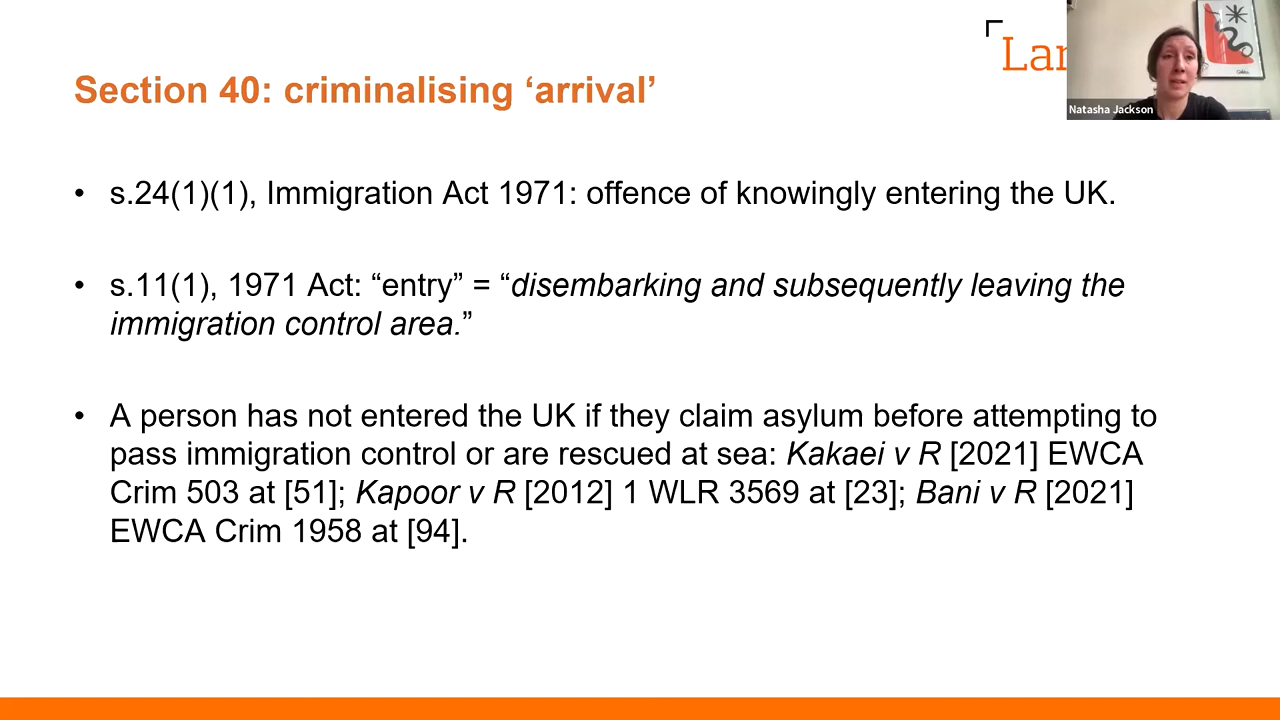 Section 40: criminalising ‘arrival’
Lan
Natasha Jackson
• s.24(1)(1), Immigration Act 1971: offence of knowingly entering the UK.
• s.11(1), 1971 Act: “entry” = “disembarking and subsequently leaving the
immigration control area.”
• A person has not entered the UK if they claim asylum before attempting to
pass immigration control or are rescued at sea: Kakaei v R [2021] EWCA
Crim 503 at [51]; Kapoor v R [2012] 1 WLR 3569 at [23]; Bani v R [2021]
EWCA Crim 1958 at [94].